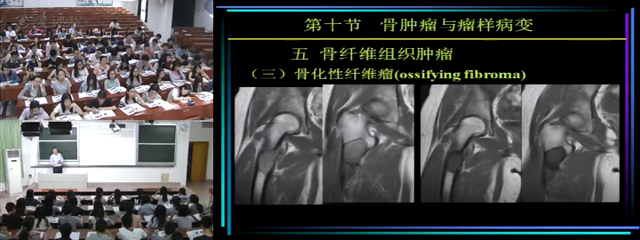 第十节 骨肿瘤与瘤样病变
五 骨纤维组织肿瘤
（三）骨化性纤维瘤(ossifying fibroma)